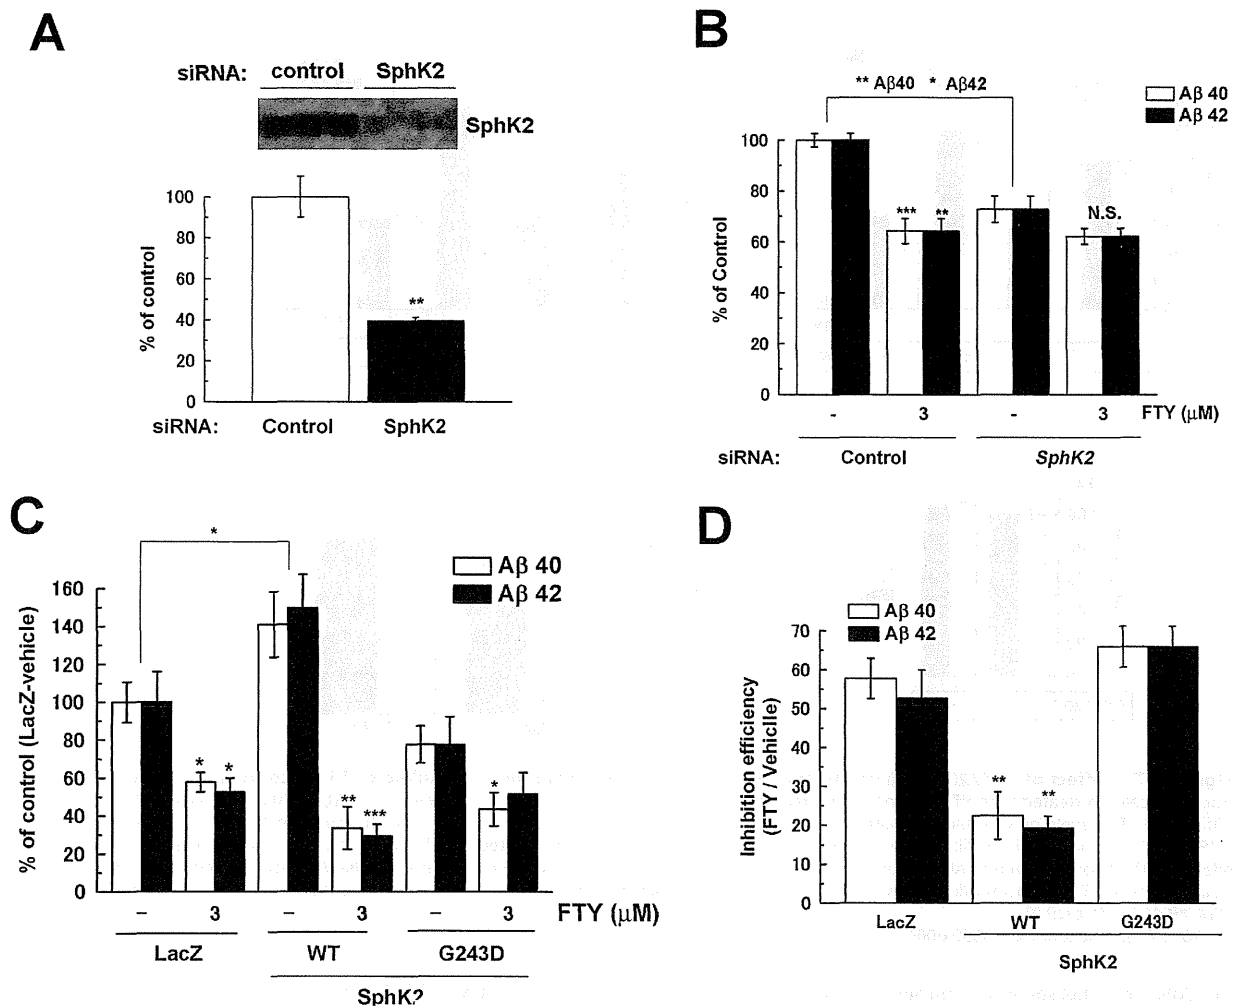 A
siRNA: control SphK2
SphK2
**
% of control
100
80
60
40
20
0
siRNA: Control SphK2
B
** Aβ40 * Aβ42
Aβ 40
Aβ 42
*** **
N.S.
% of Control
100
80
60
40
20
0
- 3 - 3 FTY (μM)
siRNA: Control SphK2
C
*
Aβ 40
Aβ 42
* *
** ***
*
% of control (LacZ-vehicle)
160
140
120
100
80
60
40
20
0
– 3 – 3 – 3 FTY (μM)
LacZ WT G243D
SphK2
D
Aβ 40
Aβ 42
** **
Inhibition efficiency
(FTY / Vehiclle)
70
60
50
40
30
20
10
0
LacZ WT G243D
SphK2